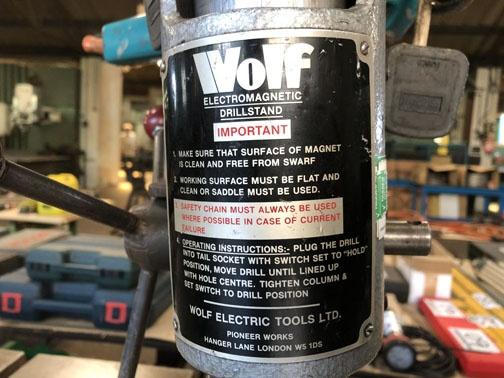 Wolf
ELECTROMAGNETIC
DRILLSTAND
IMPORTANT
1. MAKE SURE THAT SURFACE OF MAGNET
IS CLEAN AND FREE FROM SWARF
2. WORKING SURFACE MUST BE FLAT AND
CLEAN OR SADDLE MUST BE USED.
3. SAFETY CHAIN MUST ALWAYS BE USED
WHERE POSSIBLE IN CASE OF CURRENT
FAILURE
4. OPERATING INSTRUCTIONS:- PLUG THE DRILL
INTO TAIL SOCKET WITH SWITCH SET TO "HOLD"
POSITION, MOVE DRILL UNTIL LINED UP
WITH HOLE CENTRE. TIGHTEN COLUMN &
SET SWITCH TO DRILL POSITION
WOLF ELECTRIC TOOLS LTD.
PIONEER WORKS
HANGER LANE LONDON W5 1DS